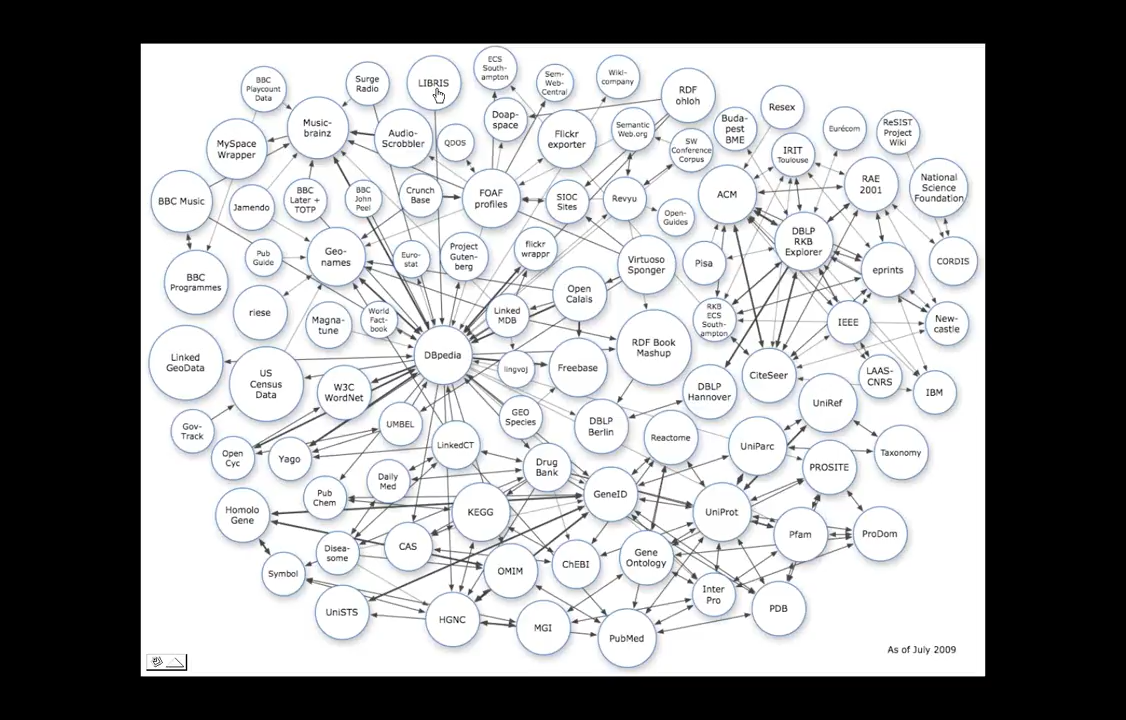 BBC
Playcount
Data
Surge
Radio
LIBRIS
ECS
South-
ampton
Sem-
Web-
Central
Wiki-
company
RDF
ohloh
Resex
Music-
brainz
Audio-
Scrobbler
QDOS
Doap-
space
Flickr
exporter
Semantic
Web.org
SW
Conference
Corpus
Buda-
pest
BME
IRIT
Toulouse
Eurécom
ReSIST
Project
Wiki
MySpace
Wrapper
BBC Music
Jamendo
BBC
Later +
TOTP
BBC
John
Peel
Crunch
Base
FOAF
profiles
SIOC
Sites
Revyu
Open-
Guides
ACM
RAE
2001
National
Science
Foundation
BBC
Programmes
Pub
Guide
Geo-
names
Euro-
stat
Project
Guten-
berg
flickr
wrappr
Virtuoso
Sponger
Pisa
DBLP
RKB
Explorer
eprints
CORDIS
riese
Magna-
tune
World
Fact-
book
Linked
MDB
Open
Calais
RKB
ECS
South-
ampton
IEEE
New-
castle
Linked
GeoData
US
Census
Data
W3C
WordNet
DBpedia
lingvoj
Freebase
RDF Book
Mashup
DBLP
Hannover
CiteSeer
LAAS-
CNRS
IBM
Gov-
Track
Open
Cyc
Yago
UMBEL
LinkedCT
GEO
Species
DBLP
Berlin
Reactome
UniParc
UniRef
Taxonomy
PROSITE
Homolo
Gene
Pub
Chem
Daily
Med
KEGG
Drug
Bank
GeneID
UniProt
Pfam
ProDom
Symbol
Disea-
some
CAS
OMIM
ChEBI
Gene
Ontology
Inter
Pro
PDB
UniSTS
HGNC
MGI
PubMed
As of July 2009